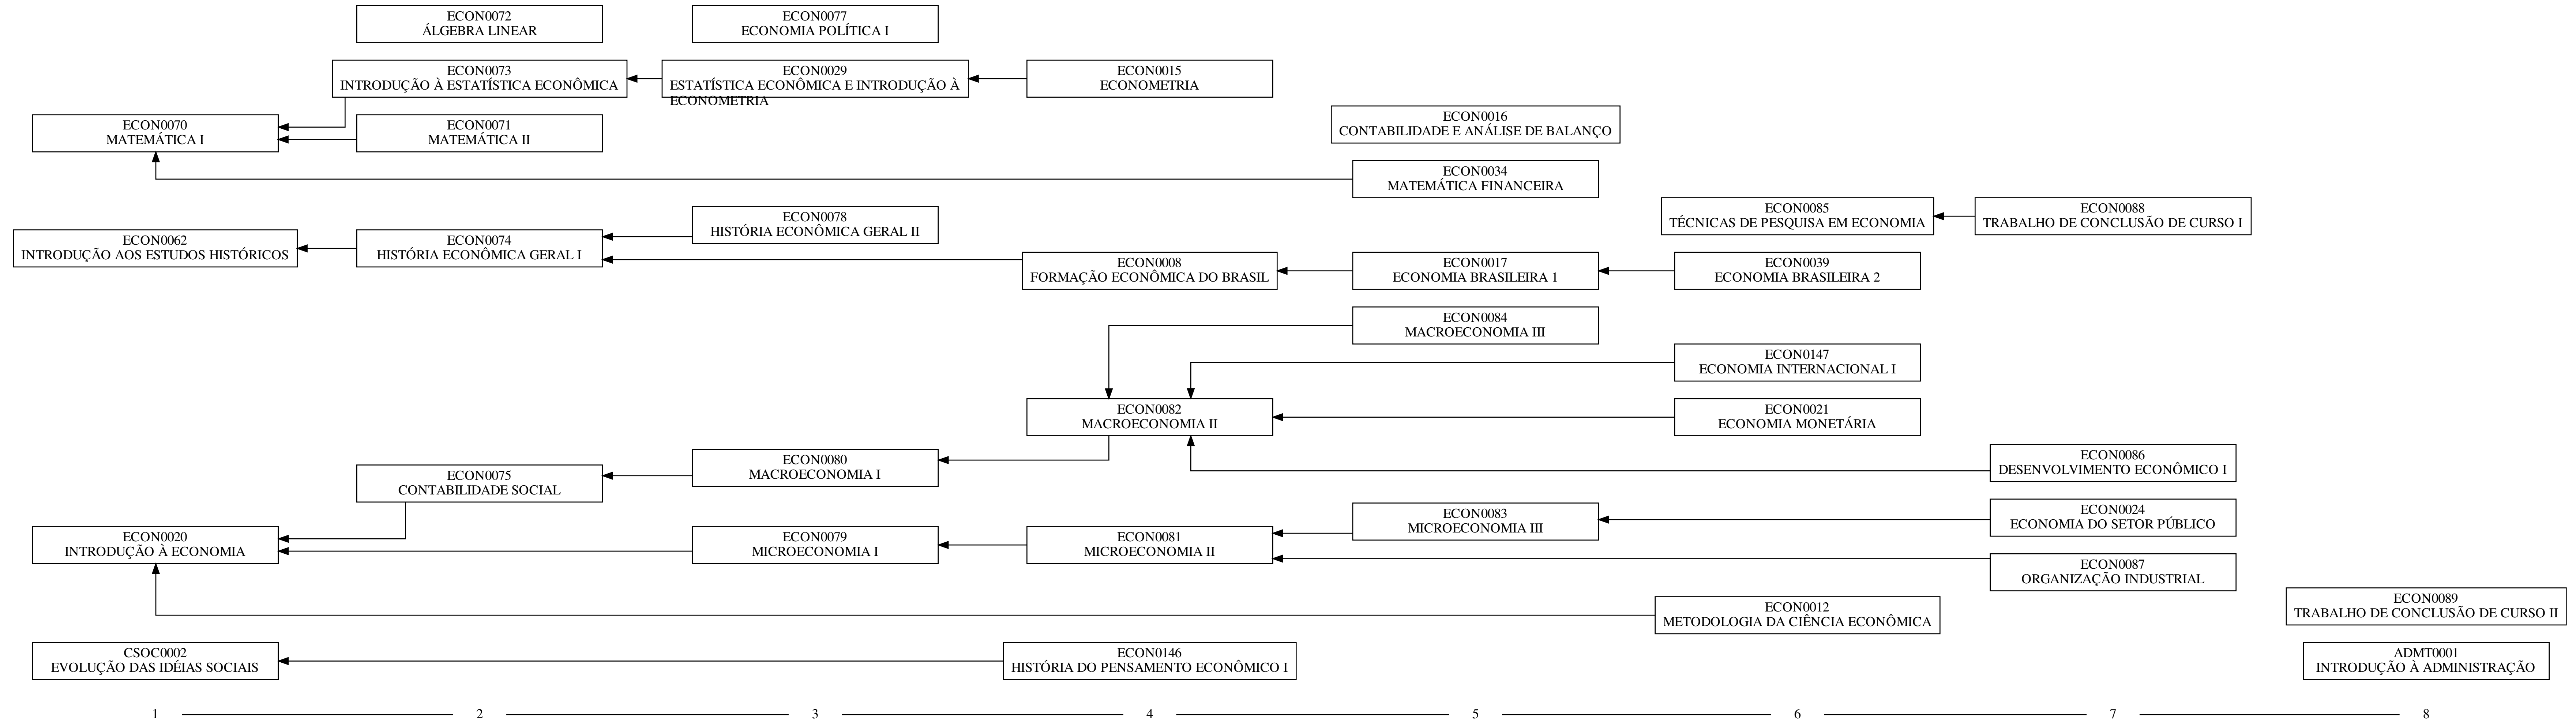 ECON0072
ÁLGEBRA LINEAR
ECON0077
ECONOMIA POLÍTICA I
ECON0073
INTRODUÇÃO À ESTATÍSTICA ECONÔMICA
ECON0029
ESTATÍSTICA ECONÔMICA E INTRODUÇÃO À
ECONOMETRIA
ECON0015
ECONOMETRIA
ECON0016
CONTABILIDADE E ANÁLISE DE BALANÇO
ECON0070
MATEMÁTICA I
ECON0071
MATEMÁTICA II
ECON0034
MATEMÁTICA FINANCEIRA
ECON0085
TÉCNICAS DE PESQUISA EM ECONOMIA
ECON0088
TRABALHO DE CONCLUSÃO DE CURSO I
ECON0078
HISTÓRIA ECONÔMICA GERAL II
ECON0062
INTRODUÇÃO AOS ESTUDOS HISTÓRICOS
ECON0074
HISTÓRIA ECONÔMICA GERAL I
ECON0008
FORMAÇÃO ECONÔMICA DO BRASIL
ECON0017
ECONOMIA BRASILEIRA 1
ECON0039
ECONOMIA BRASILEIRA 2
ECON0084
MACROECONOMIA III
ECON0147
ECONOMIA INTERNACIONAL I
ECON0082
MACROECONOMIA II
ECON0021
ECONOMIA MONETÁRIA
ECON0086
DESENVOLVIMENTO ECONÔMICO I
ECON0080
MACROECONOMIA I
ECON0075
CONTABILIDADE SOCIAL
ECON0083
MICROECONOMIA III
ECON0024
ECONOMIA DO SETOR PÚBLICO
ECON0020
INTRODUÇÃO À ECONOMIA
ECON0079
MICROECONOMIA I
ECON0081
MICROECONOMIA II
ECON0087
ORGANIZAÇÃO INDUSTRIAL
ECON0089
TRABALHO DE CONCLUSÃO DE CURSO II
ECON0012
METODOLOGIA DA CIÊNCIA ECONÔMICA
CSOC0002
EVOLUÇÃO DAS IDÉIAS SOCIAIS
ECON0146
HISTÓRIA DO PENSAMENTO ECONÔMICO I
ADMT0001
INTRODUÇÃO À ADMINISTRAÇÃO
1 2 3 4 5 6 7 8